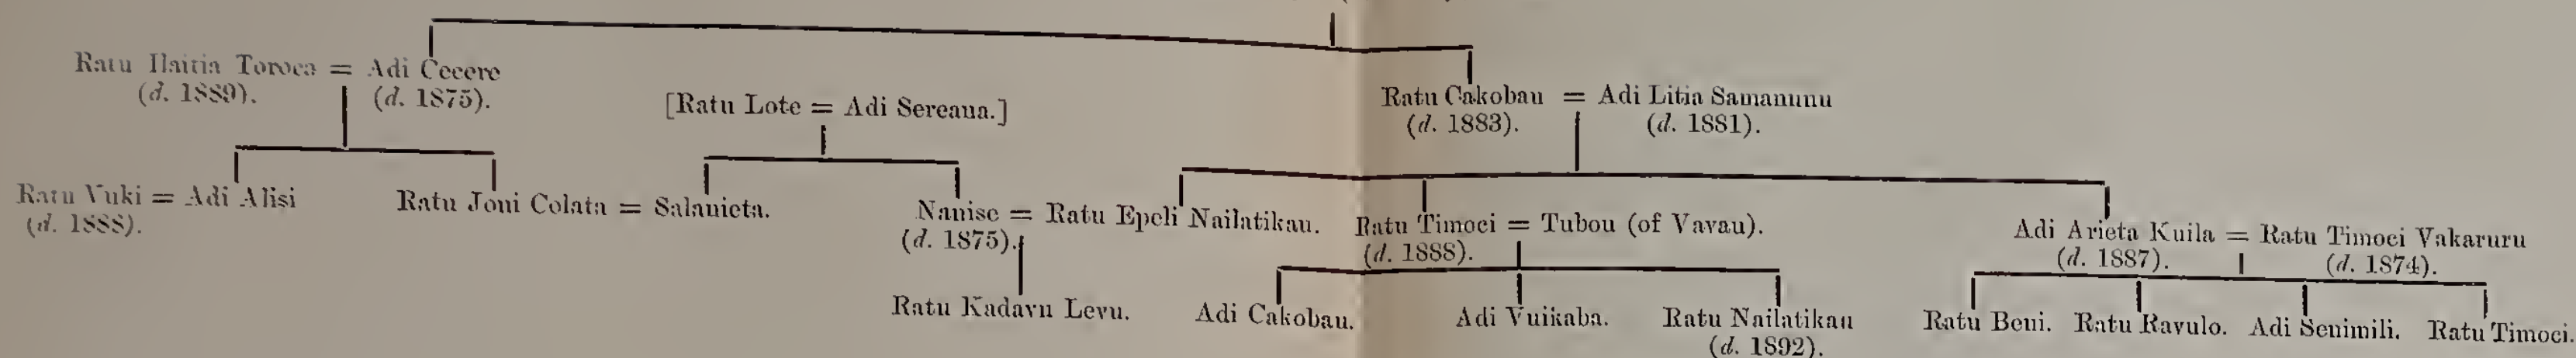 Ratu Ilaitia Toroca = Adi Cecere
(d. 1889). (d. 1875).
[Ratu Lote = Adi Sereana.]
Ratu Cakobau = Adi Litia Samanunu
(d. 1883). (d. 1881).
Ratu Vuki = Adi Alisi
(d. 1888).
Ratu Joni Colata = Salanieta.
Nanise = Ratu Epeli Nailatikau.
(d. 1875).
Ratu Timoci = Tubou (of Vavau).
(d. 1888).
Adi Arieta Kuila = Ratu Timoci Vakaruru
(d. 1887). (d. 1874).
Ratu Kadavu Levu.
Adi Cakobau. Adi Vuikaba. Ratu Nailatikau
(d. 1892).
Ratu Beni. Ratu Ravulo. Adi Senimili. Ratu Timoci.